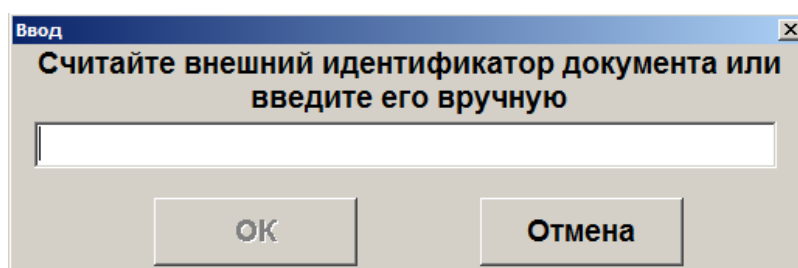 Ввод
Считайте внешний идентификатор документа или
введите его вручную
ОК
Отмена